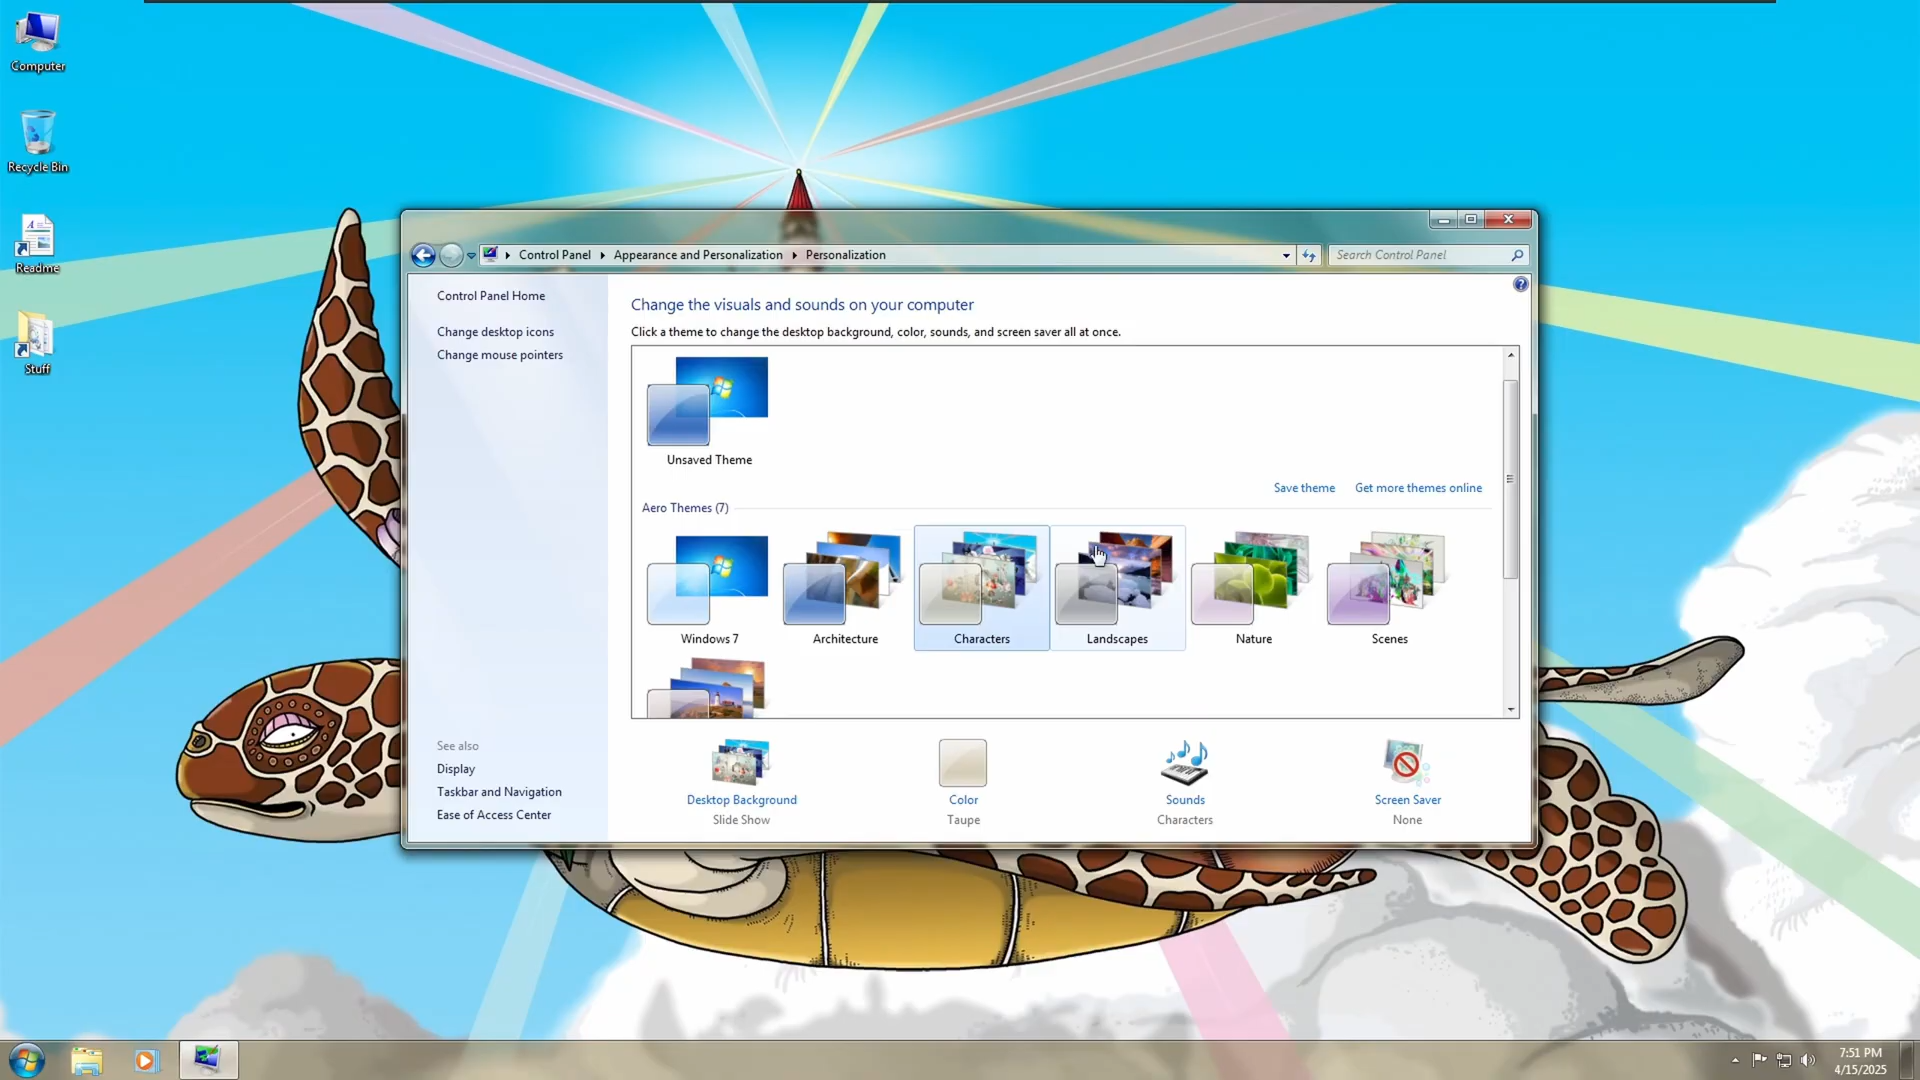 Computer
Recycle Bin
Readme
Stuff
Control Panel Appearance and Personalization Personalization
Search Control Panel
Control Panel Home
Change desktop icons
Change mouse pointers
Change the visuals and sounds on your computer
Click a theme to change the desktop background, color, sounds, and screen saver all at once.
Unsaved Theme
Save theme Get more themes online
Aero Themes (7)
Windows 7 Architecture Characters Landscapes Nature Scenes
See also
Display
Taskbar and Navigation
Ease of Access Center
Desktop Background
Slide Show
Color
Taupe
Sounds
Characters
Screen Saver
None
7:51 PM
4/15/2025